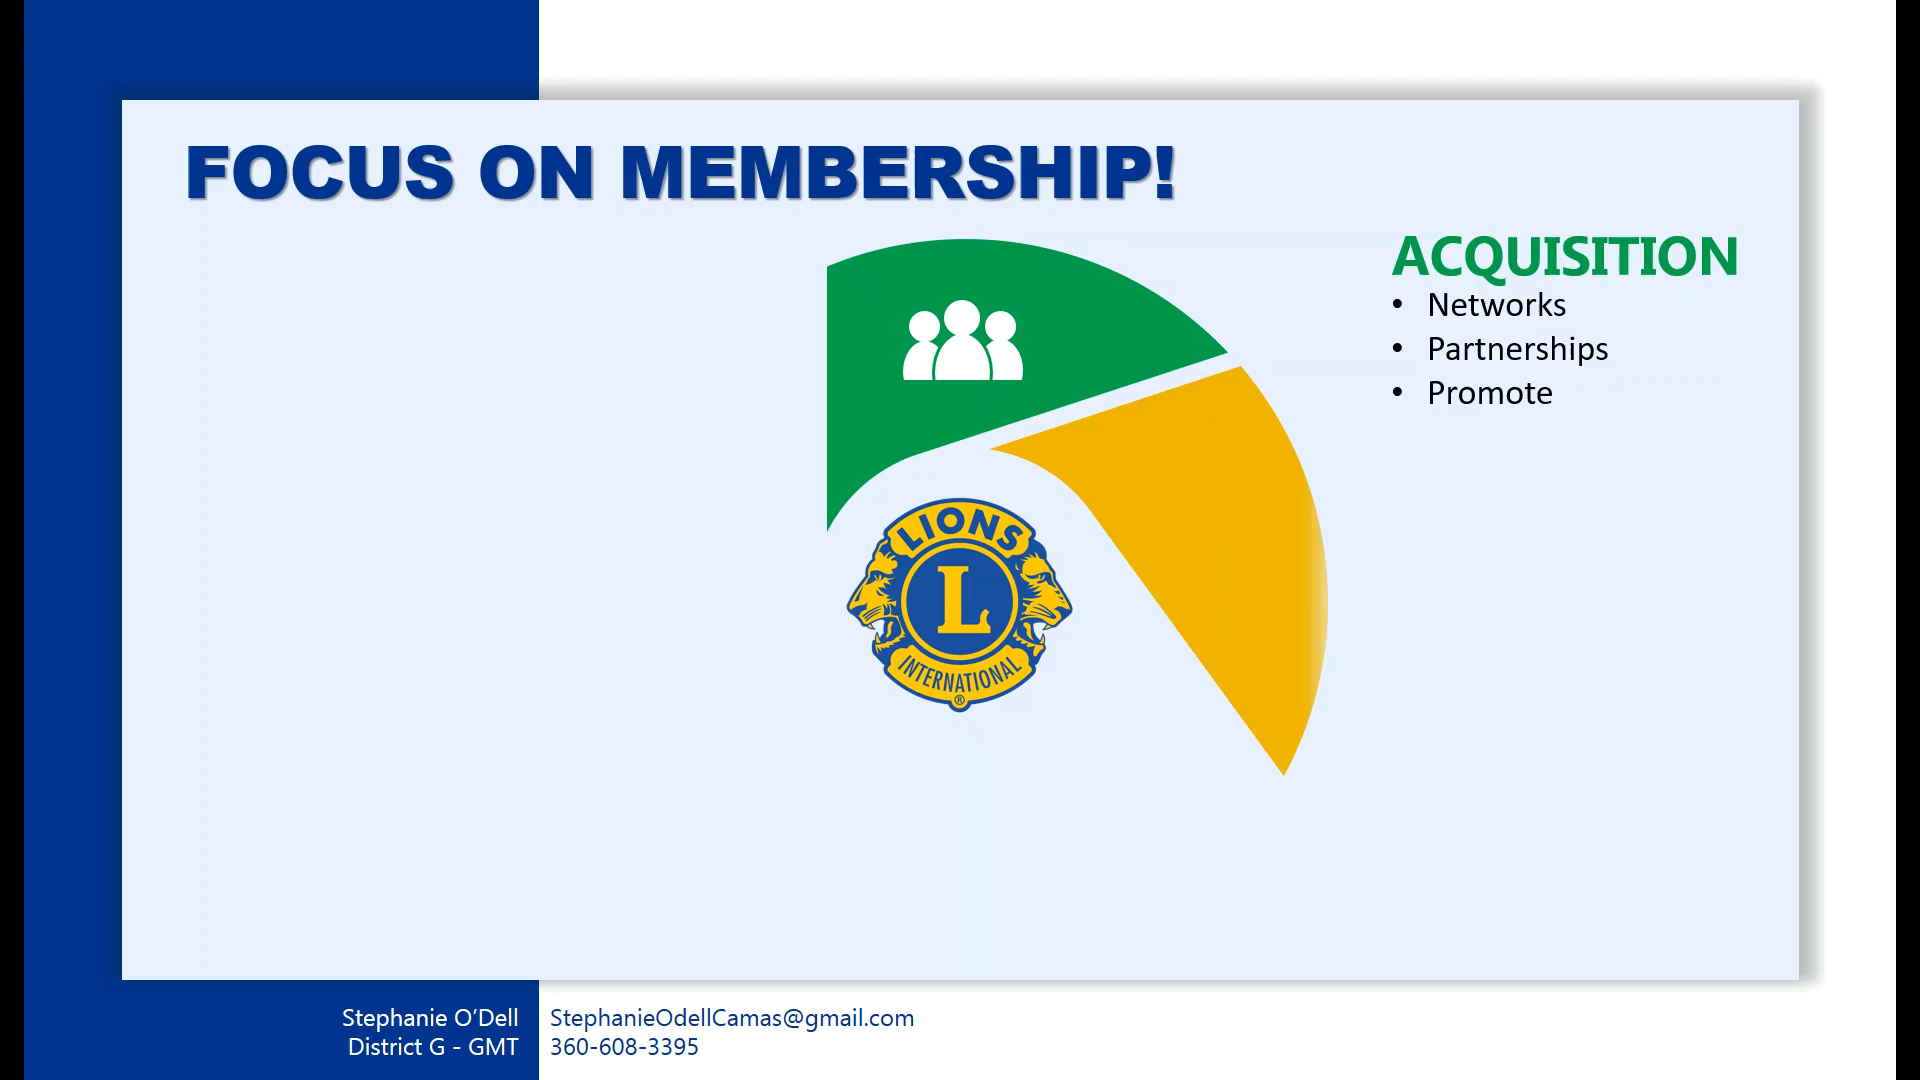 FOCUS ON MEMBERSHIP!
ACQUISITION
• Networks
• Partnerships
• Promote
LIONS
L
INTERNATIONAL
®
Stephanie O’Dell
District G - GMT
StephanieOdellCamas@gmail.com
360-608-3395